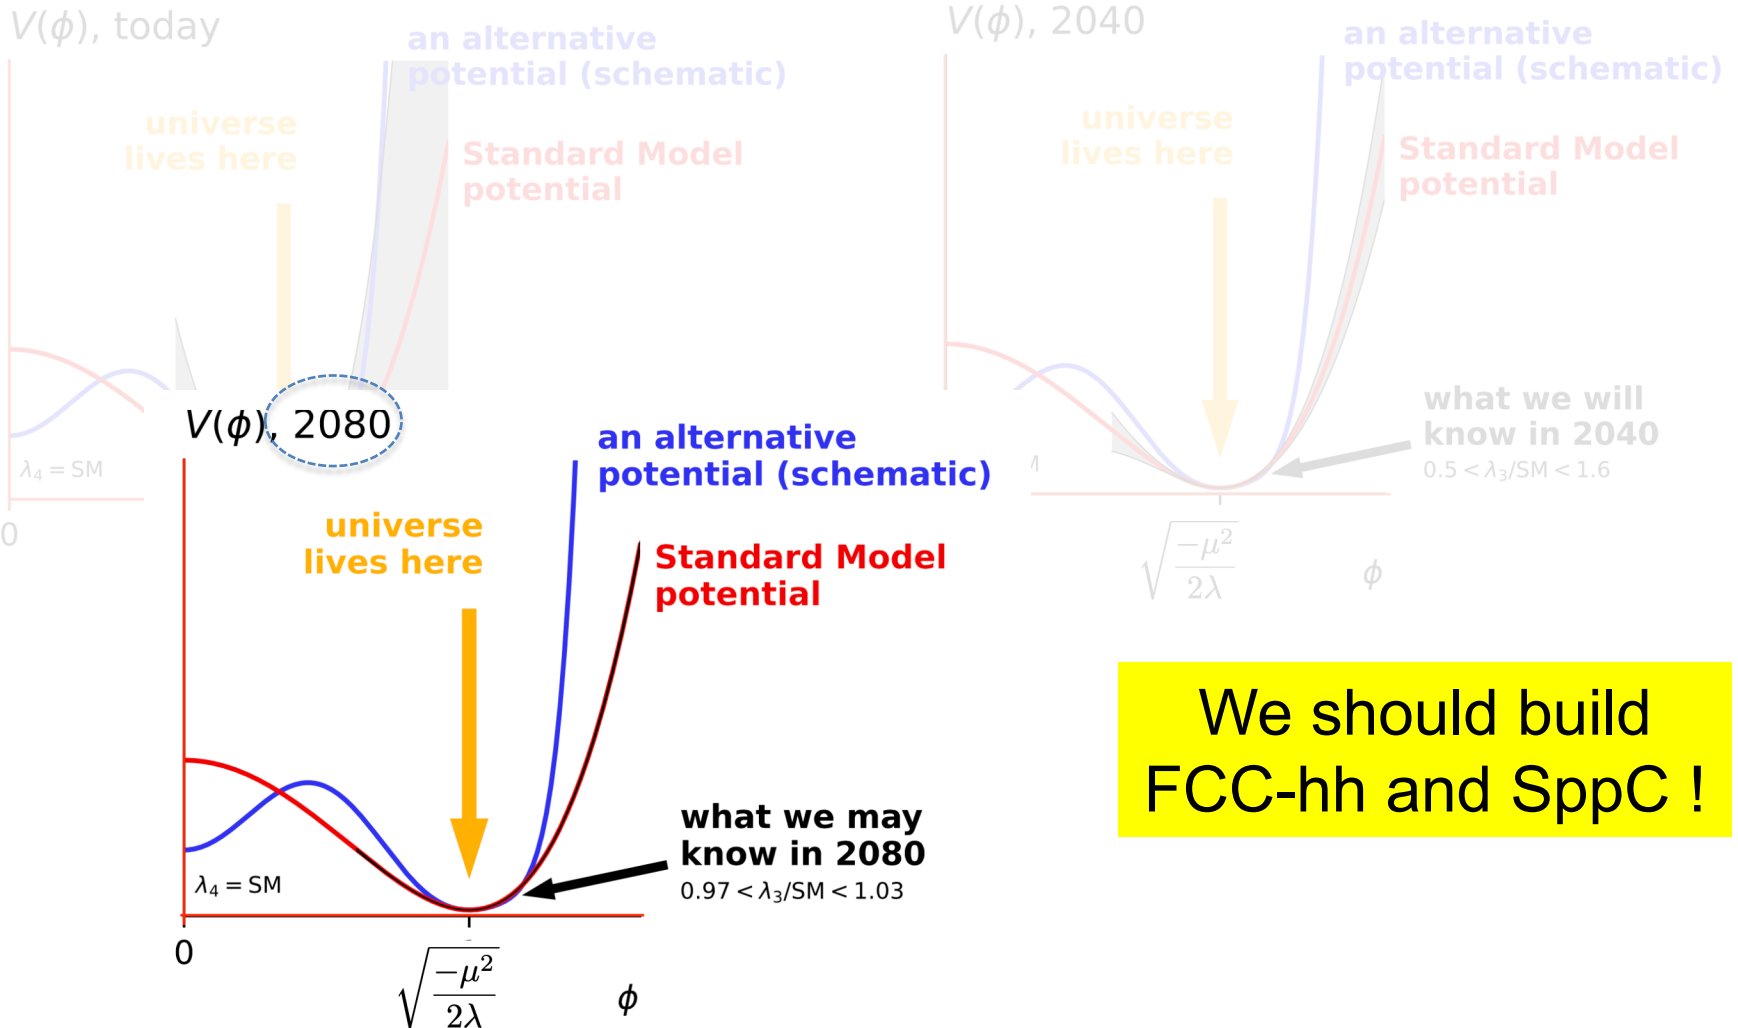 V(ϕ), today
an alternative
potential (schematic)
universe
lives here
Standard Model
potential
λ₄ = SM
0
V(ϕ), 2040
an alternative
potential (schematic)
universe
lives here
Standard Model
potential
what we will
know in 2040
0.5 < λ₃/SM < 1.6
√(−μ²/2λ)
ϕ
V(ϕ), 2080
an alternative
potential (schematic)
universe
lives here
Standard Model
potential
what we may
know in 2080
0.97 < λ₃/SM < 1.03
λ₄ = SM
0
√(−μ²/2λ)
ϕ
We should build
FCC-hh and SppC !